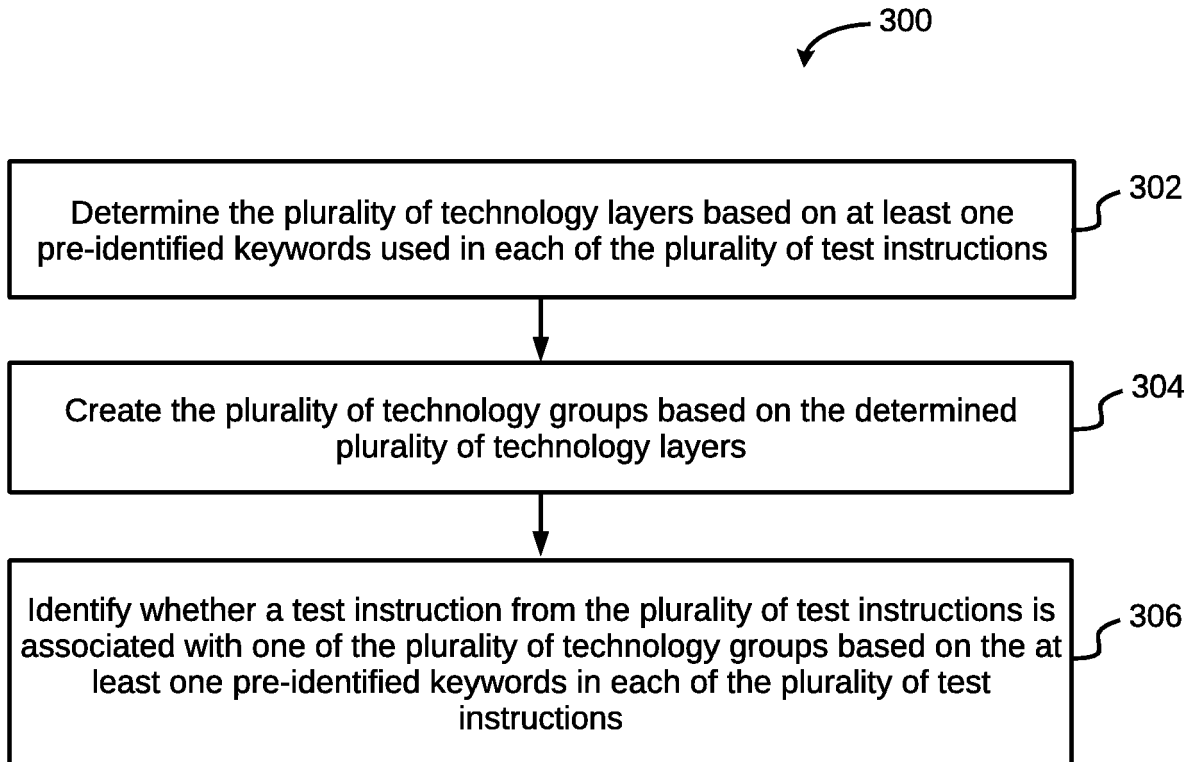 300
302
Determine the plurality of technology layers based on at least one
pre-identified keywords used in each of the plurality of test instructions
304
Create the plurality of technology groups based on the determined
plurality of technology layers
306
Identify whether a test instruction from the plurality of test instructions is
associated with one of the plurality of technology groups based on the at
least one pre-identified keywords in each of the plurality of test
instructions